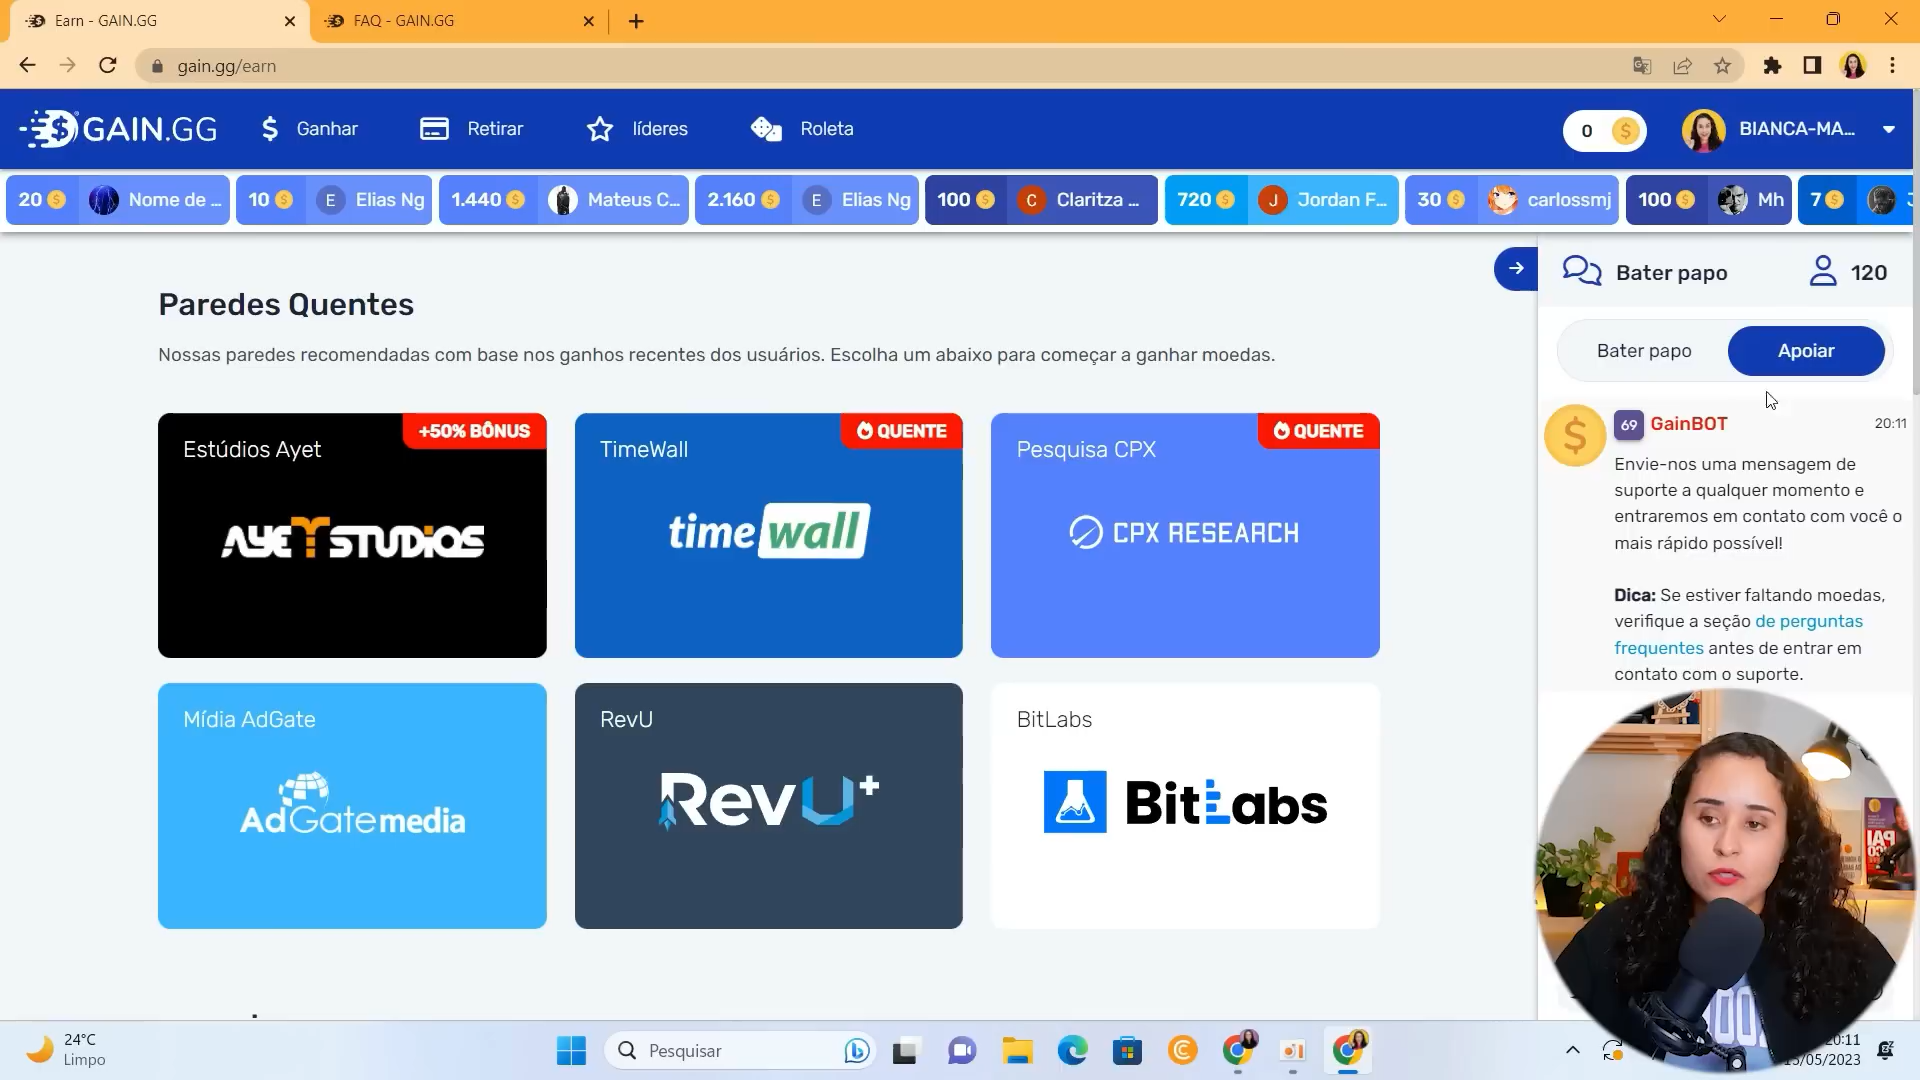 Earn - GAIN.GG
FAQ - GAIN.GG
gain.gg/earn
GAIN.GG
Ganhar
Retirar
líderes
Roleta
0
BIANCA-MA...
20
Nome de ...
10
E
Elias Ng
1.440
Mateus C...
2.160
E
Elias Ng
100
C
Claritza ...
720
J
Jordan F...
30
carlossmj
100
Mh
7
Bater papo
120
Paredes Quentes
Nossas paredes recomendadas com base nos ganhos recentes dos usuários. Escolha um abaixo para começar a ganhar moedas.
Bater papo
Apoiar
Estúdios Ayet
+50% BÔNUS
AYETSTUDIOS
TimeWall
QUENTE
timewall
Pesquisa CPX
QUENTE
CPX RESEARCH
69
GainBOT
20:11
Envie-nos uma mensagem de
suporte a qualquer momento e
entraremos em contato com você o
mais rápido possível!
Dica: Se estiver faltando moedas,
verifique a seção de perguntas
frequentes antes de entrar em
contato com o suporte.
Mídia AdGate
AdGatemedia
RevU
RevU+
BitLabs
BitLabs
24°C
Limpo
Pesquisar
20:11
13/05/2023